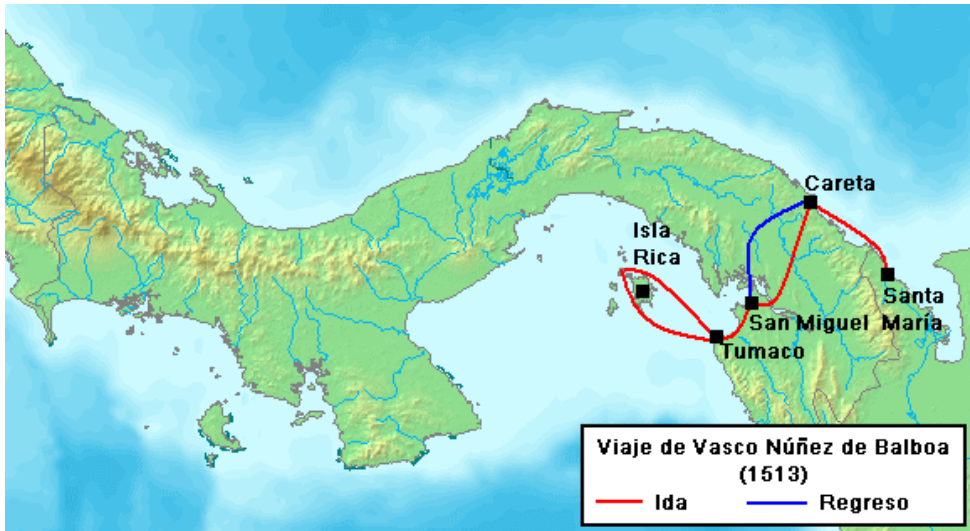 Careta
Isla
Rica
Santa
María
San Miguel
Tumaco
Viaje de Vasco Núñez de Balboa
(1513)
Ida
Regreso